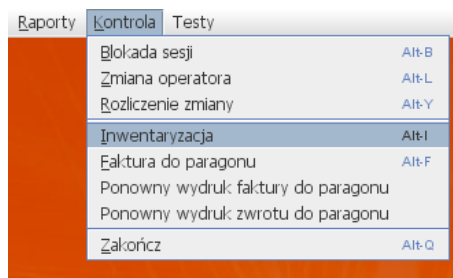 Raporty Kontrola Testy
Blokada sesji Alt-B
Zmiana operatora Alt-L
Rozliczenie zmiany Alt-Y
Inwentaryzacja Alt-I
Faktura do paragonu Alt-F
Ponowny wydruk faktury do paragonu
Ponowny wydruk zwrotu do paragonu
Zakończ Alt-Q